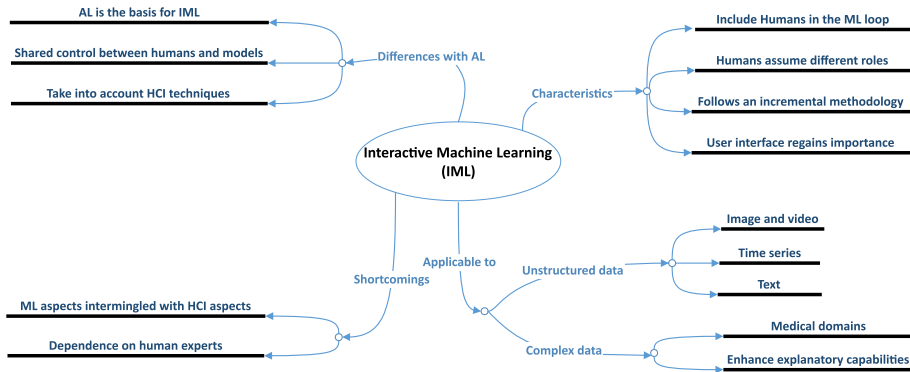 AL is the basis for IML
Shared control between humans and models
Take into account HCI techniques
Differences with AL
Include Humans in the ML loop
Humans assume different roles
Follows an incremental methodology
User interface regains importance
Characteristics
Interactive Machine Learning
(IML)
Shortcomings
ML aspects intermingled with HCI aspects
Dependence on human experts
Applicable to
Unstructured data
Image and video
Time series
Text
Complex data
Medical domains
Enhance explanatory capabilities